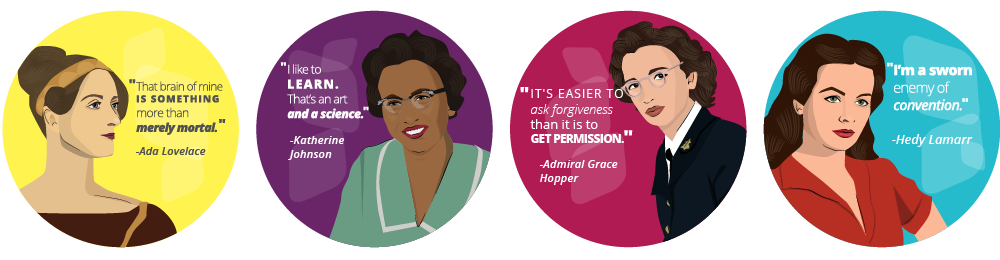 "That brain of mine
IS SOMETHING
more than
merely mortal."
-Ada Lovelace
"I like to
LEARN.
That's an art
and a science."
-Katherine
Johnson
"IT'S EASIER TO
ask forgiveness
than it is to
GET PERMISSION."
-Admiral Grace
Hopper
"I'm a sworn
enemy of
convention."
-Hedy Lamarr